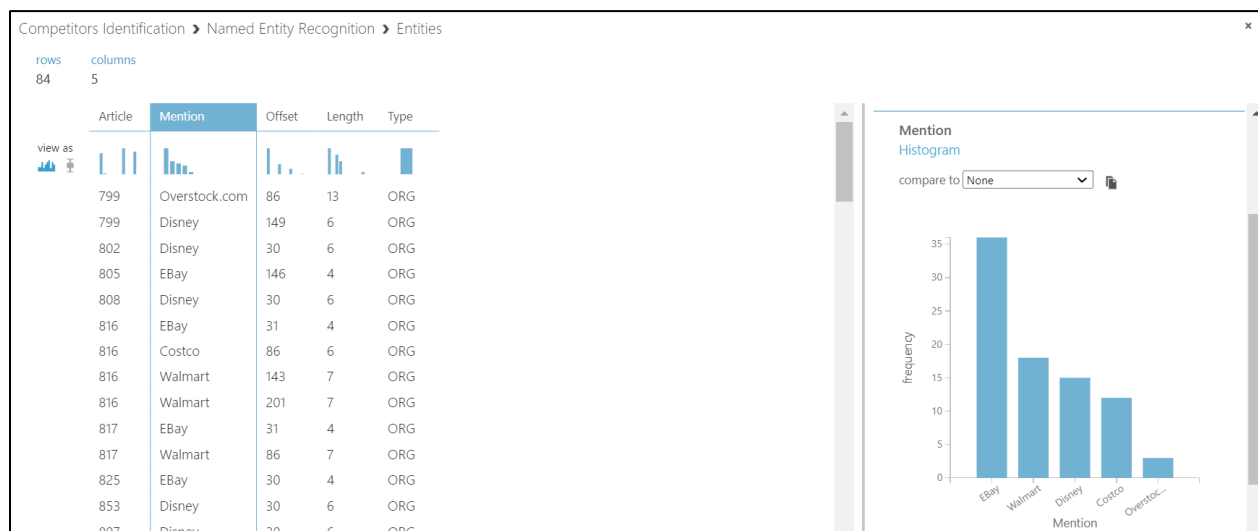 Competitors Identification ❯ Named Entity Recognition ❯ Entities
rows columns
84 5
Article Mention Offset Length Type
view as
799 Overstock.com 86 13 ORG
799 Disney 149 6 ORG
802 Disney 30 6 ORG
805 EBay 146 4 ORG
808 Disney 30 6 ORG
816 EBay 31 4 ORG
816 Costco 86 6 ORG
816 Walmart 143 7 ORG
816 Walmart 201 7 ORG
817 EBay 31 4 ORG
817 Walmart 86 7 ORG
825 EBay 30 4 ORG
853 Disney 30 6 ORG
Mention
Histogram
compare to None
35
30
25
20
15
10
5
0
frequency
EBay Walmart Disney Costco Overstoc...
Mention